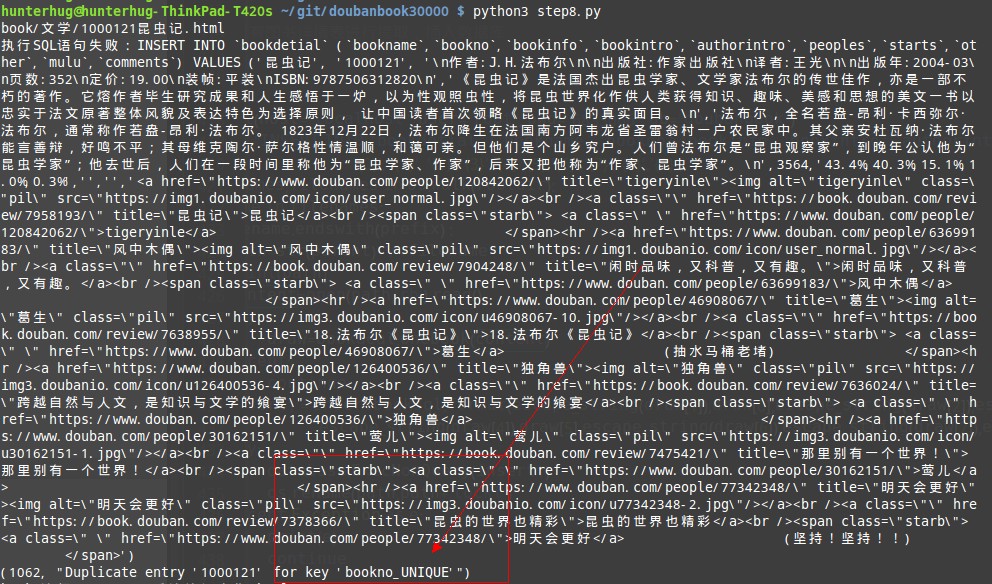 hunterhug@hunterhug-ThinkPad-T420s ~/git/doubanbook30000 $ python3 step8.py
book/文学/1000121昆虫记.html
执行SQL语句失败：INSERT INTO `bookdetial` (`bookname`,`bookno`,`bookinfo`,`bookintro`,`authorintro`,`peoples`,`starts`,`ot
her`,`mulu`,`comments`) VALUES ('昆虫记', '1000121', '\n作者:J.H.法布尔\n\n出版社:作家出版社\n译者:王光\n\n出版年:2004-03\
n页数:352\n定价:19.00\n装帧:平装\nISBN:9787506312820\n','《昆虫记》是法国杰出昆虫学家、文学家法布尔的传世佳作，亦是一部不
朽的著作。它熔作者毕生研究成果和人生感悟于一炉，以为性观照虫性，将昆虫世界化作供人类获得知识、趣味、美感和思想的美文一书以
忠实于法文原著整体风貌及表达特色为选择原则， 让中国读者首次领略《昆虫记》的真实面目。\n','法布尔，全名若盎-昂利·卡西弥尔·
法布尔，通常称作若盎-昂利·法布尔。 1823年12月22日，法布尔降生在法国南方阿韦龙省圣雷翁村一户农民家中。其父亲安杜瓦纳·法布尔
能言善辩，好鸣不平；其母维克陶尔·萨尔格性情温顺，和蔼可亲。但他们是个山乡穷户。人们曾法布尔是“昆虫观察家”，到晚年公认他为“
昆虫学家”；他去世后，人们在一段时间里称他为“昆虫学家、作家”，后来又把他称为“作家、昆虫学家”。\n',3564,'43.4% 40.3% 15.1% 1
.0% 0.3%,','','','<a href=\"https://www.douban.com/people/120842062/\" title=\"tigeryinle\"><img alt=\"tigeryinle\" class=\
"pil\" src=\"https://img1.doubanio.com/icon/user_normal.jpg\"/></a><br /><a class=\"\" href=\"https://book.douban.com/revi
ew/7958193/\" title=\"昆虫记\">昆虫记</a><br /><span class=\"starb\"> <a class=\" \" href=\"https://www.douban.com/people/
120842062/\">tigeryinle</a> </span><hr /><a href=\"https://www.douban.com/people/636991
83/\" title=\"风中木偶\"><img alt=\"风中木偶\" class=\"pil\" src=\"https://img1.doubanio.com/icon/user_normal.jpg\"/></a><
br /><a class=\"\" href=\"https://book.douban.com/review/7904248/\" title=\"闲时品味，又科普，又有趣。\">闲时品味，又科普
，又有趣。</a><br /><span class=\"starb\"> <a class=\" \" href=\"https://www.douban.com/people/63699183/\">风中木偶</a>
</span><hr /><a href=\"https://www.douban.com/people/46908067/\" title=\"葛生\"><img alt=
\"葛生\" class=\"pil\" src=\"https://img3.doubanio.com/icon/u46908067-10.jpg\"/></a><br /><a class=\"\" href=\"https://boo
k.douban.com/review/7638955/\" title=\"18.法布尔《昆虫记》\">18.法布尔《昆虫记》</a><br /><span class=\"starb\"> <a class=
\" \" href=\"https://www.douban.com/people/46908067/\">葛生</a> (抽水马桶老堵) </span><h
r /><a href=\"https://www.douban.com/people/126400536/\" title=\"独角兽\"><img alt=\"独角兽\" class=\"pil\" src=\"https://
img3.doubanio.com/icon/u126400536-4.jpg\"/></a><br /><a class=\"\" href=\"https://book.douban.com/review/7636024/\" title=
\"跨越自然与人文，是知识与文学的飨宴\">跨越自然与人文，是知识与文学的飨宴</a><br /><span class=\"starb\"> <a class=\" \" h
ref=\"https://www.douban.com/people/126400536/\">独角兽</a> </span><hr /><a href=\"http
s://www.douban.com/people/30162151/\" title=\"莺儿\"><img alt=\"莺儿\" class=\"pil\" src=\"https://img3.doubanio.com/icon/
u30162151-1.jpg\"/></a><br /><a class=\"\" href=\"https://book.douban.com/review/7475421/\" title=\"那里别有一个世界！\">
那里别有一个世界！</a><br /><span class=\"starb\"> <a class=\" \" href=\"https://www.douban.com/people/30162151/\">莺儿</a
> </span><hr /><a href=\"https://www.douban.com/people/77342348/\" title=\"明天会更好\"
><img alt=\"明天会更好\" class=\"pil\" src=\"https://img3.doubanio.com/icon/u77342348-2.jpg\"/></a><br /><a class=\"\" hre
f=\"https://book.douban.com/review/7378366/\" title=\"昆虫的世界也精彩\">昆虫的世界也精彩</a><br /><span class=\"starb\">
<a class=\" \" href=\"https://www.douban.com/people/77342348/\">明天会更好</a> (坚持！坚持！！)
</span>')
(1062, "Duplicate entry '1000121' for key 'bookno_UNIQUE'")